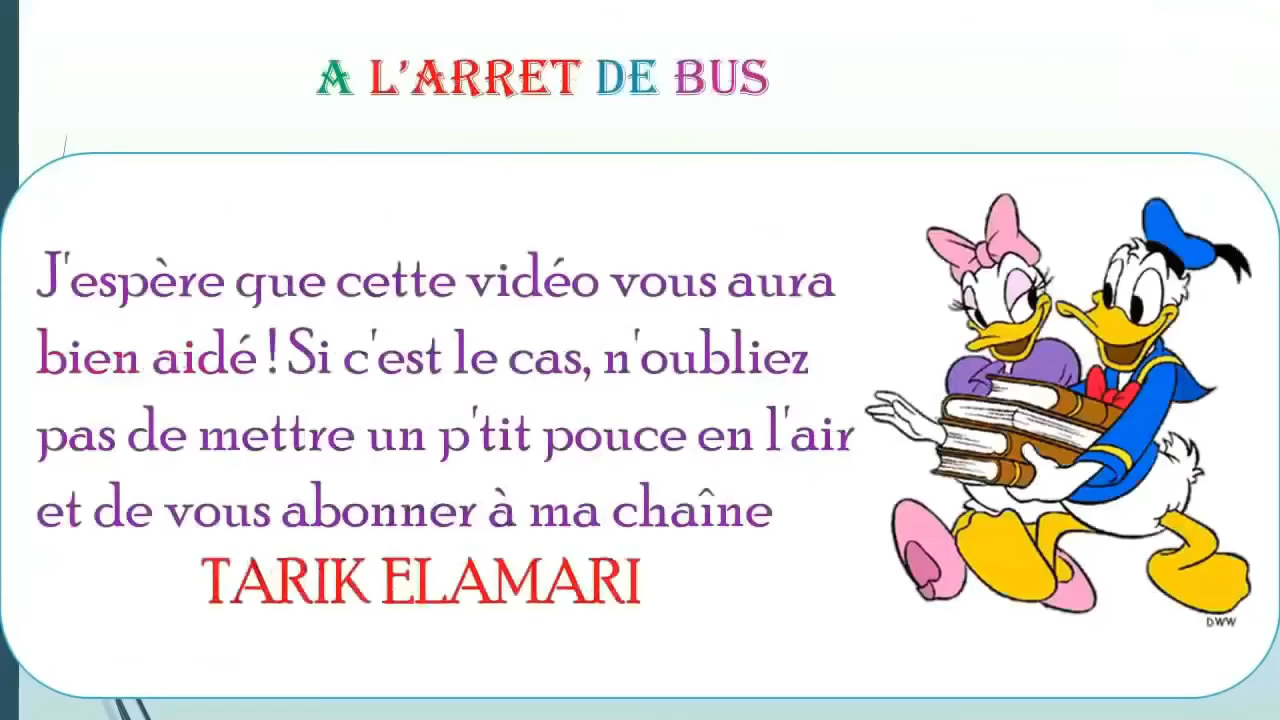 A L'ARRET DE BUS
J'espère que cette vidéo vous aura
bien aidé ! Si c'est le cas, n'oubliez
pas de mettre un p'tit pouce en l'air
et de vous abonner à ma chaîne
TARIK ELAMARI
D.WW